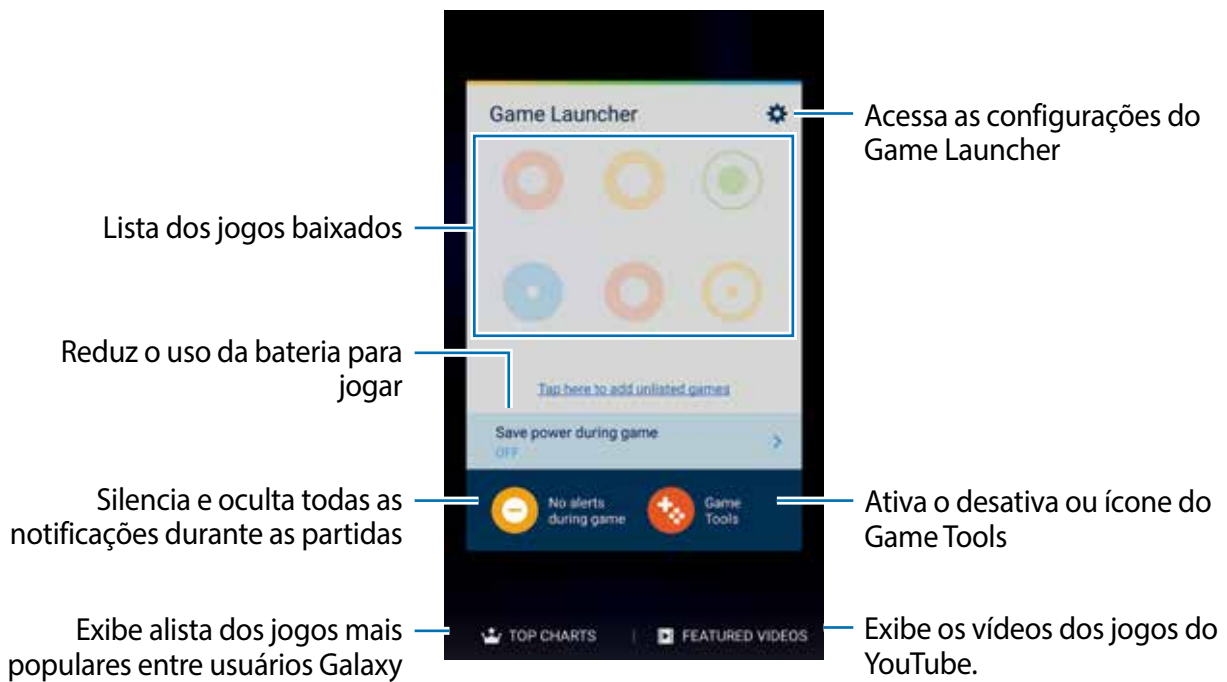 Game Launcher
Acessa as configurações do
Game Launcher
Lista dos jogos baixados
Reduz o uso da bateria para
jogar
Tap here to add unlisted games
Save power during game
OFF
Silencia e oculta todas as
notificações durante as partidas
No alerts
during game
Game
Tools
Ativa o desativa ou ícone do
Game Tools
Exibe alista dos jogos mais
populares entre usuários Galaxy
TOP CHARTS
FEATURED VIDEOS
Exibe os vídeos dos jogos do
YouTube.